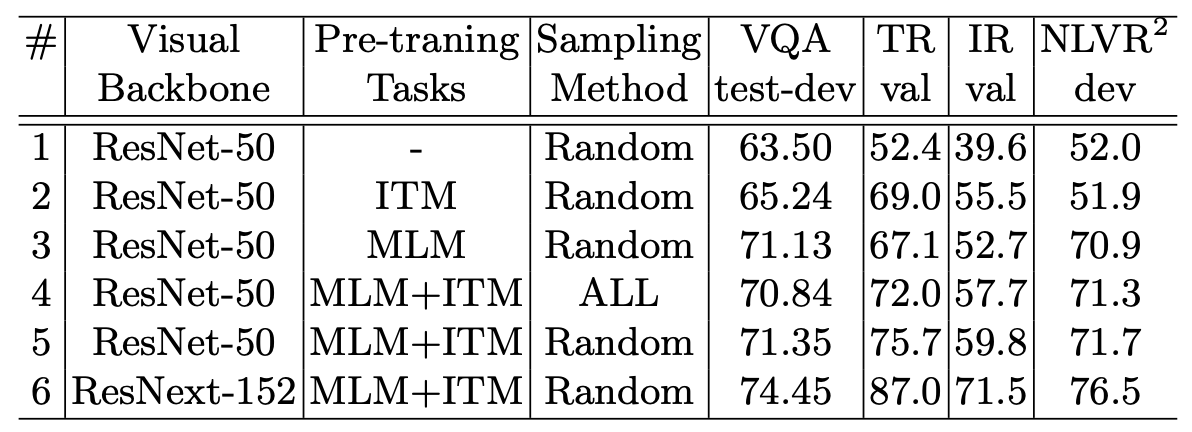 # Visual Pre-traning Sampling VQA TR IR NLVR²
Backbone Tasks Method test-dev val val dev
1 ResNet-50 - Random 63.50 52.4 39.6 52.0
2 ResNet-50 ITM Random 65.24 69.0 55.5 51.9
3 ResNet-50 MLM Random 71.13 67.1 52.7 70.9
4 ResNet-50 MLM+ITM ALL 70.84 72.0 57.7 71.3
5 ResNet-50 MLM+ITM Random 71.35 75.7 59.8 71.7
6 ResNext-152 MLM+ITM Random 74.45 87.0 71.5 76.5